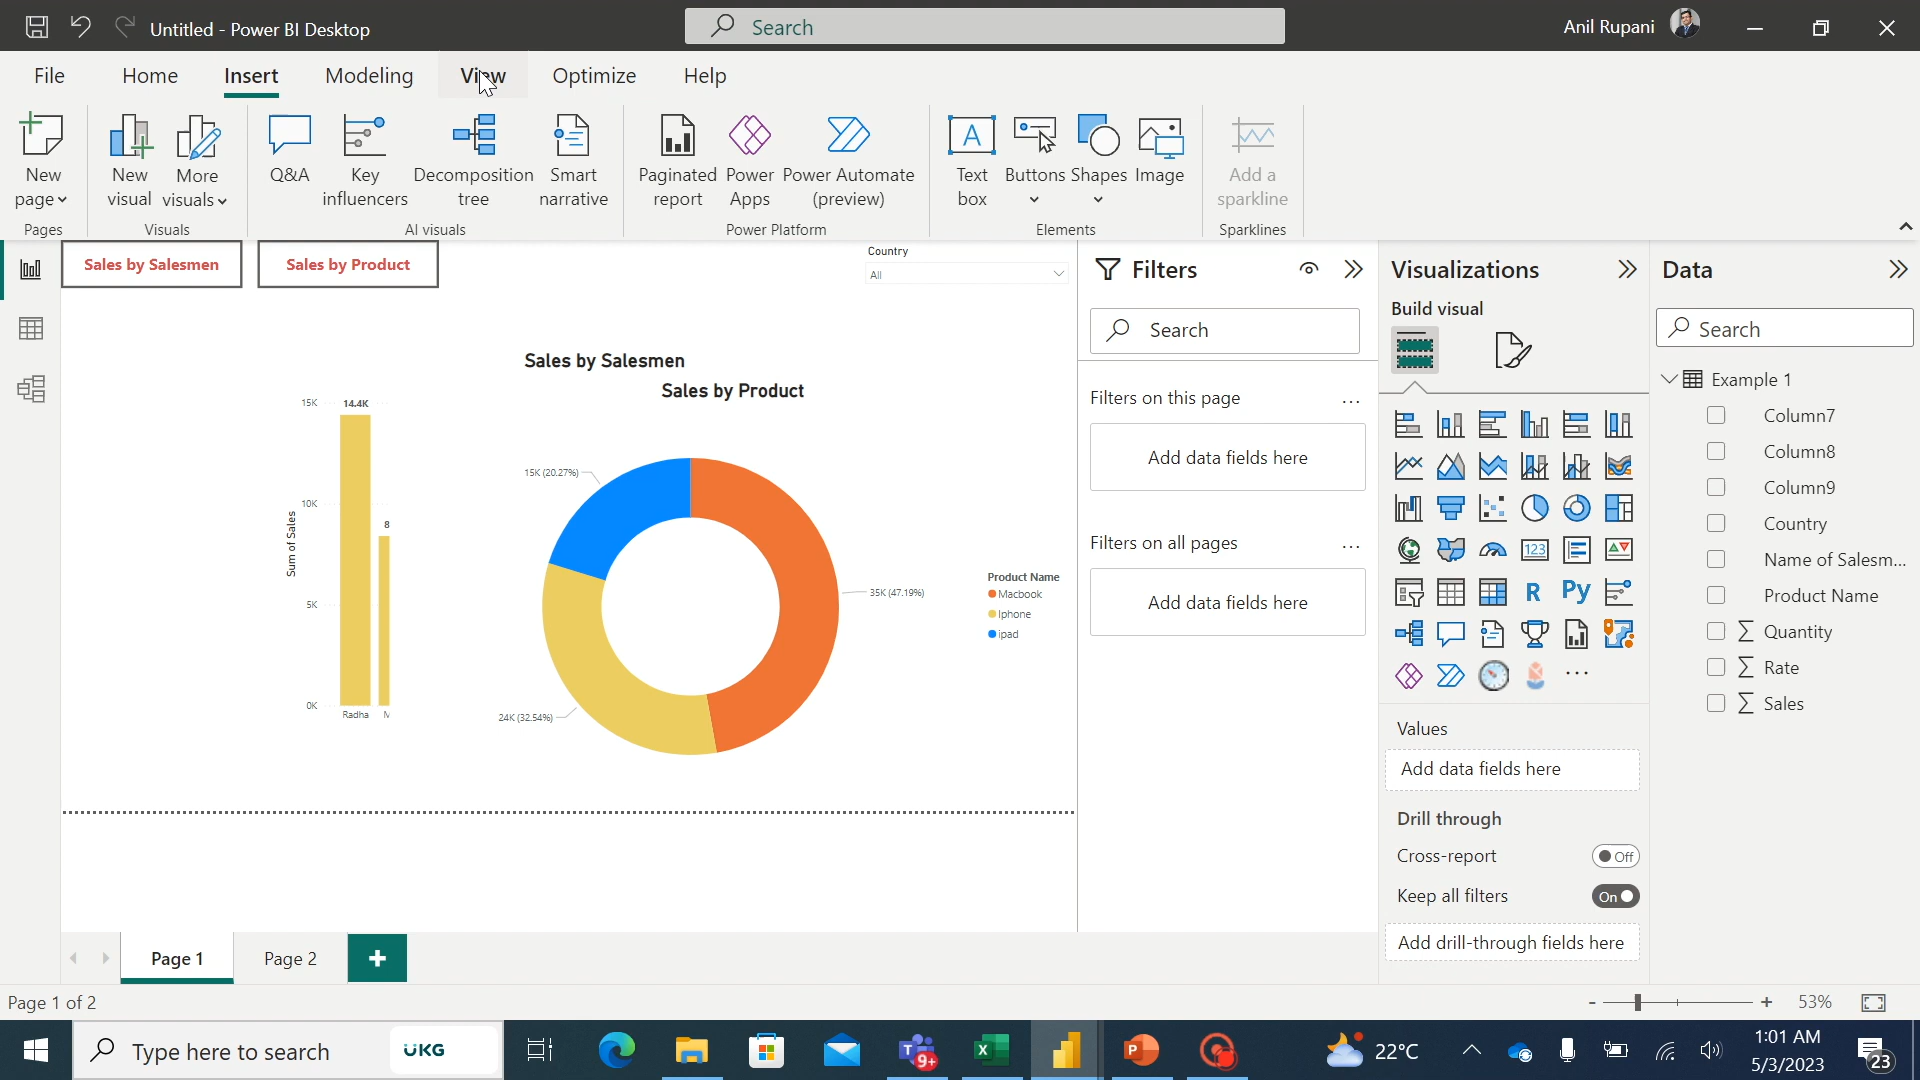 Untitled - Power BI Desktop
Search
Anil Rupani
File
Home
Insert
Modeling
View
Optimize
Help
New page
New visual
More visuals
Q&A
Key influencers
Decomposition tree
Smart narrative
Paginated report
Power Apps
Power Automate (preview)
Text box
Buttons
Shapes
Image
Add a sparkline
Pages
Visuals
AI visuals
Power Platform
Elements
Sparklines
Sales by Salesmen
Sales by Product
Country
All
Sales by Salesmen
Sales by Product
15K
14.4K
10K
8
5K
0K
Sum of Sales
Radha
15K (20.27%)
35K (47.19%)
24K (32.54%)
Product Name
Macbook
Iphone
ipad
Filters
Search
Filters on this page
...
Add data fields here
Filters on all pages
...
Add data fields here
Visualizations
Build visual
123
R
Py
...
Values
Add data fields here
Drill through
Cross-report
Off
Keep all filters
On
Add drill-through fields here
Data
Search
Example 1
Column7
Column8
Column9
Country
Name of Salesm...
Product Name
Quantity
Rate
Sales
Page 1
Page 2
+
Page 1 of 2
- + 53%
Type here to search
UKG
9+
22°C
1:01 AM
5/3/2023
23